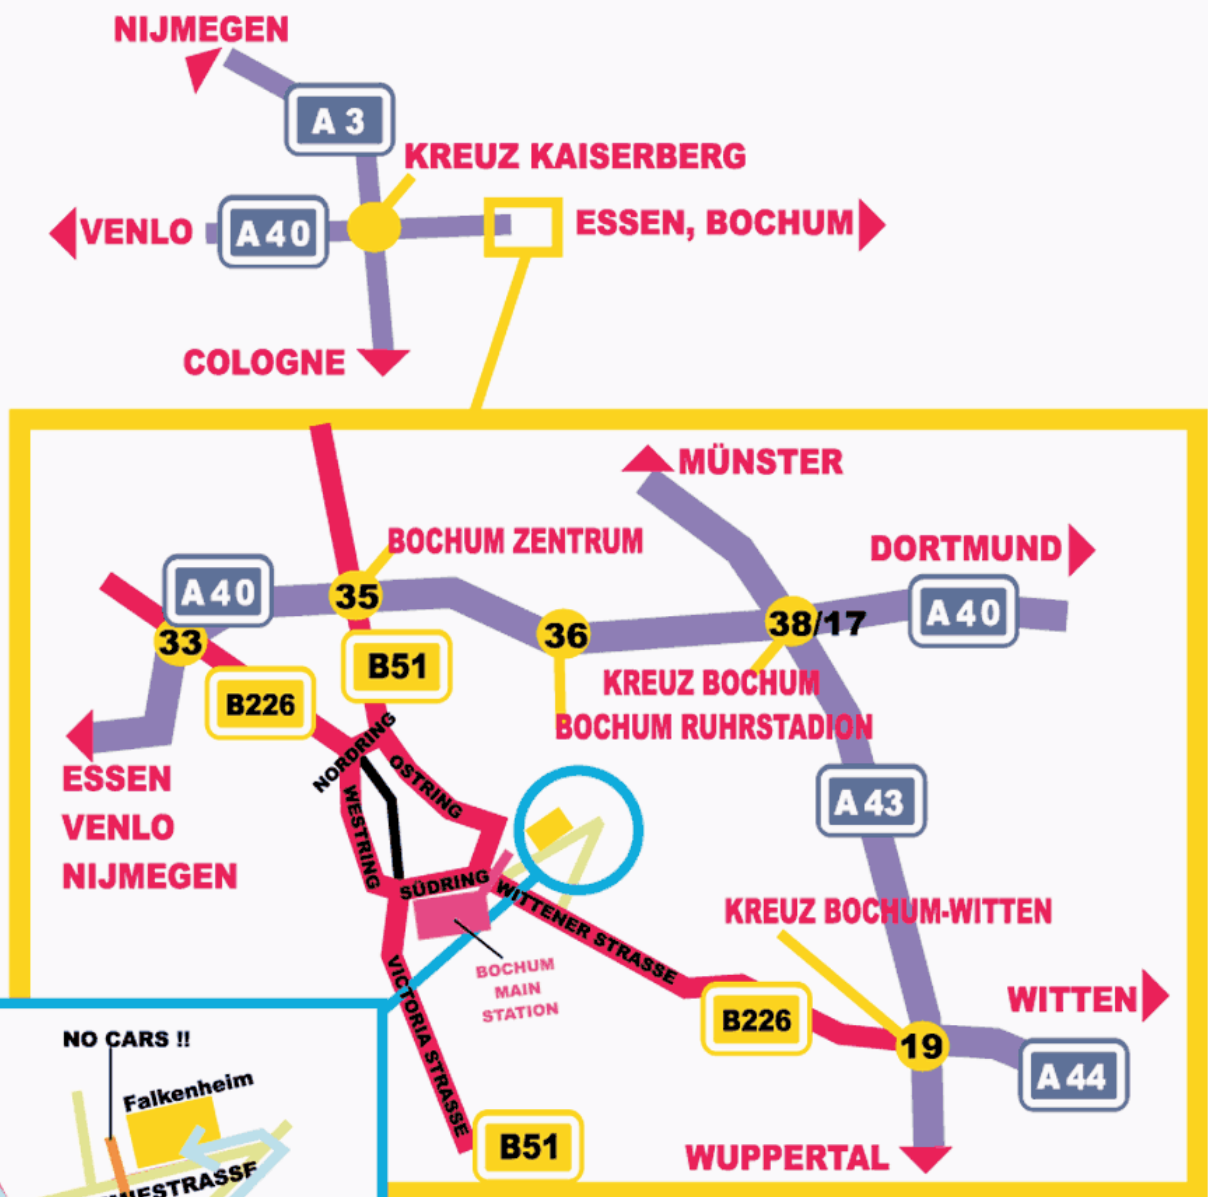 NIJMEGEN
A 3
KREUZ KAISERBERG
VENLO
A 40
ESSEN, BOCHUM
COLOGNE
MÜNSTER
BOCHUM ZENTRUM
DORTMUND
A 40
35
A 40
33
36
38/17
B51
B226
KREUZ BOCHUM
BOCHUM RUHRSTADION
NORDRING
OSTRING
WESTRING
ESSEN
VENLO
NIJMEGEN
A 43
SÜDRING
WITTENER STRASSE
KREUZ BOCHUM-WITTEN
BOCHUM
MAIN
STATION
VICTORIA STRASSE
WITTEN
B226
19
A 44
B51
WUPPERTAL
NO CARS !!
Falkenheim